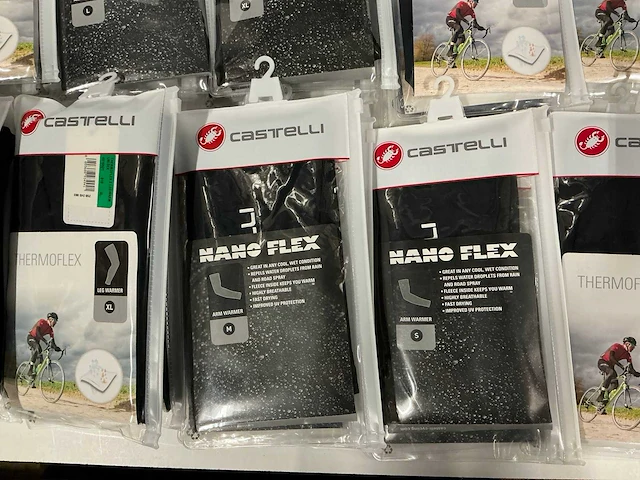 L
XL
CASTELLI
THERMOFLEX
LEG WARMER
XL
CASTELLI
NANO FLEX
• GREAT IN ANY COOL, WET CONDITION
• REPELS WATER DROPLETS FROM RAIN
AND ROAD SPRAY
• FLEECE INSIDE KEEPS YOU WARM
• HIGHLY BREATHABLE
• FAST DRYING
• IMPROVED UV PROTECTION
ARM WARMER
M
CASTELLI
NANO FLEX
• GREAT IN ANY COOL, WET CONDITION
• REPELS WATER DROPLETS FROM RAIN
AND ROAD SPRAY
• FLEECE INSIDE KEEPS YOU WARM
• HIGHLY BREATHABLE
• FAST DRYING
• IMPROVED UV PROTECTION
ARM WARMER
S
CA
THERMOF